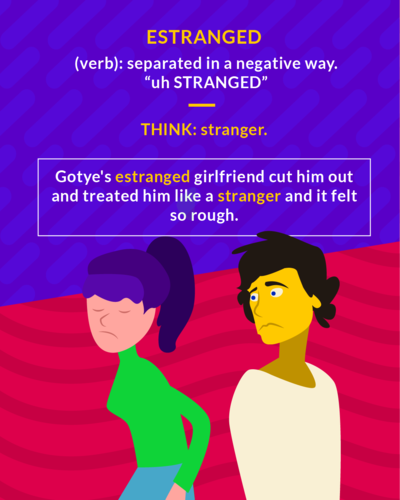 ESTRANGED
(verb): separated in a negative way.
“uh STRANGED”
THINK: stranger.
Gotye's estranged girlfriend cut him out
and treated him like a stranger and it felt
so rough.